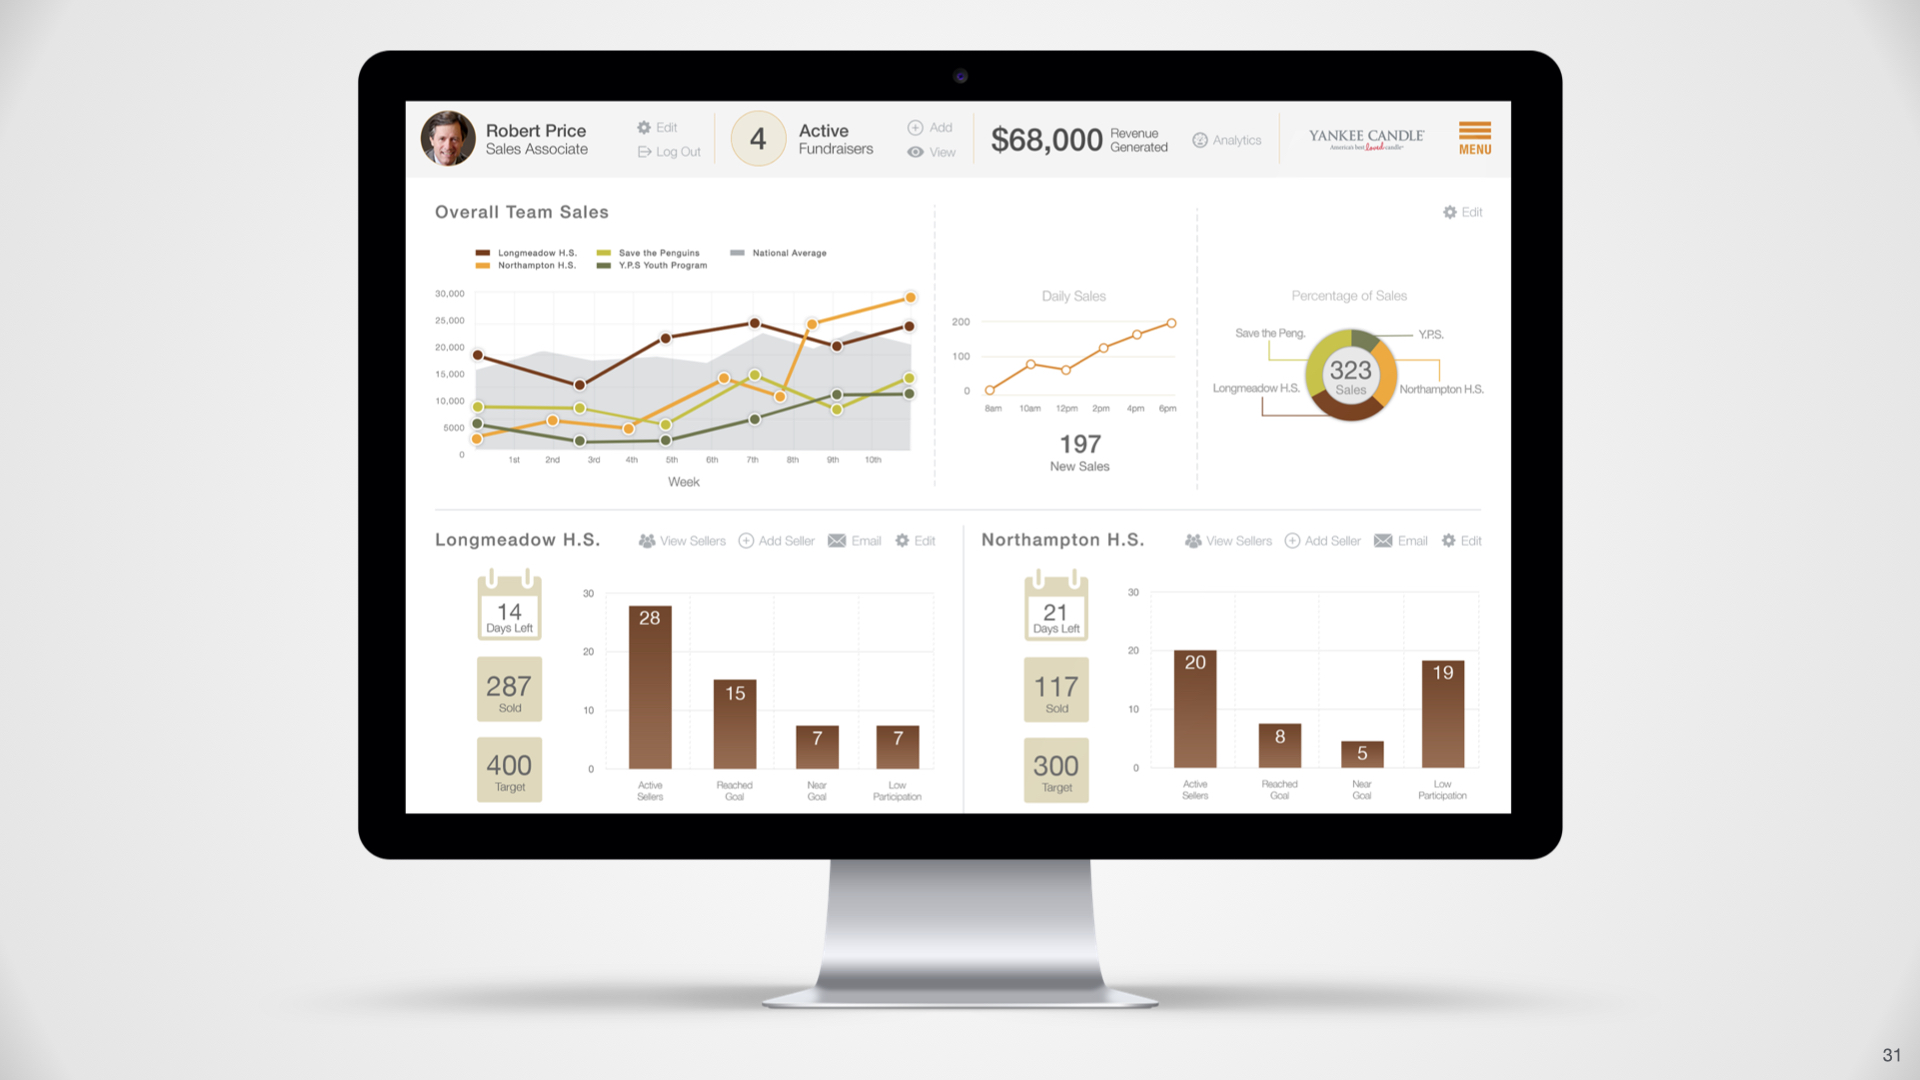 Robert Price
Sales Associate
Edit
Log Out
4
Active
Fundraisers
Add
View
$68,000
Revenue
Generated
Analytics
YANKEE CANDLE
America's best loved candle
MENU
Overall Team Sales
Edit
Longmeadow H.S.
Save the Penguins
National Average
Northampton H.S.
Y.P.S Youth Program
30,000
25,000
20,000
15,000
10,000
5000
0
1st 2nd 3rd 4th 5th 6th 7th 8th 9th 10th
Week
Daily Sales
200
100
0
8am 10am 12pm 2pm 4pm 6pm
197
New Sales
Percentage of Sales
Save the Peng.
Y.P.S.
Longmeadow H.S.
Northampton H.S.
323
Sales
Longmeadow H.S.
View Sellers
Add Seller
Email
Edit
14
Days Left
287
Sold
400
Target
30
20
10
0
28
15
7
7
Active
Sellers
Reached
Goal
Near
Goal
Low
Participation
Northampton H.S.
View Sellers
Add Seller
Email
Edit
21
Days Left
117
Sold
300
Target
30
20
10
0
20
8
5
19
Active
Sellers
Reached
Goal
Near
Goal
Low
Participation
31